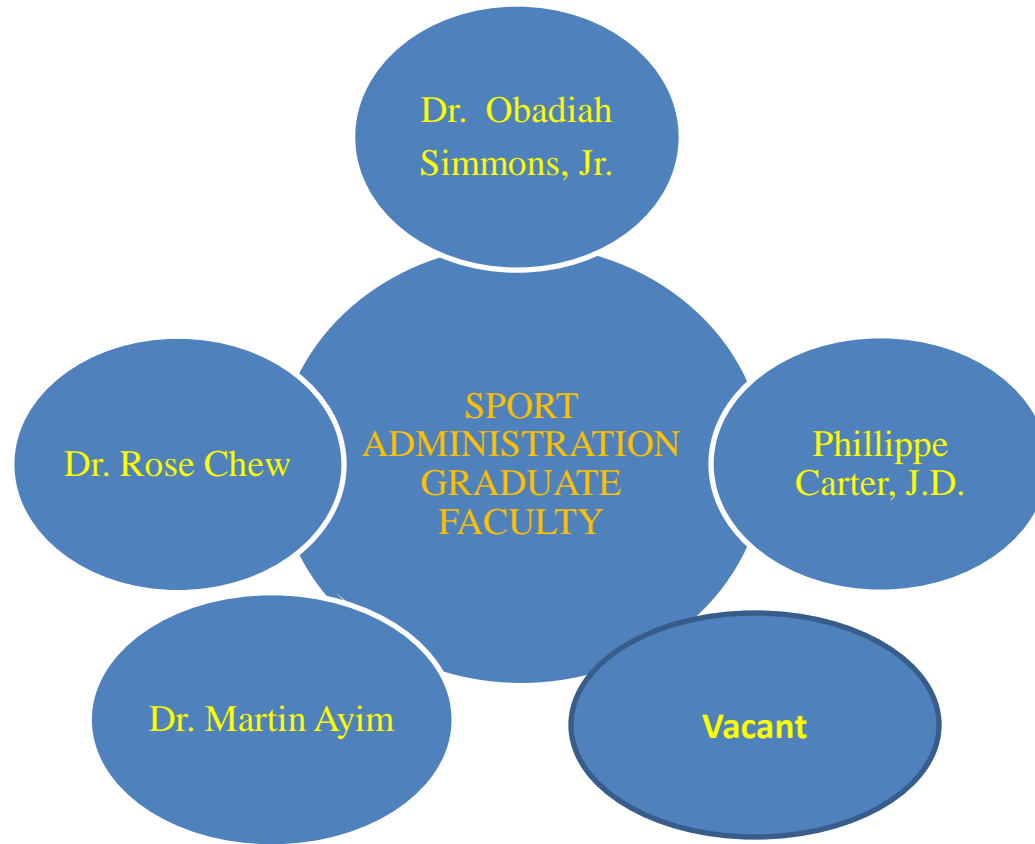 Dr. Obadiah
Simmons, Jr.
SPORT
ADMINISTRATION
GRADUATE
FACULTY
Dr. Rose Chew
Phillippe
Carter, J.D.
Dr. Martin Ayim
Vacant